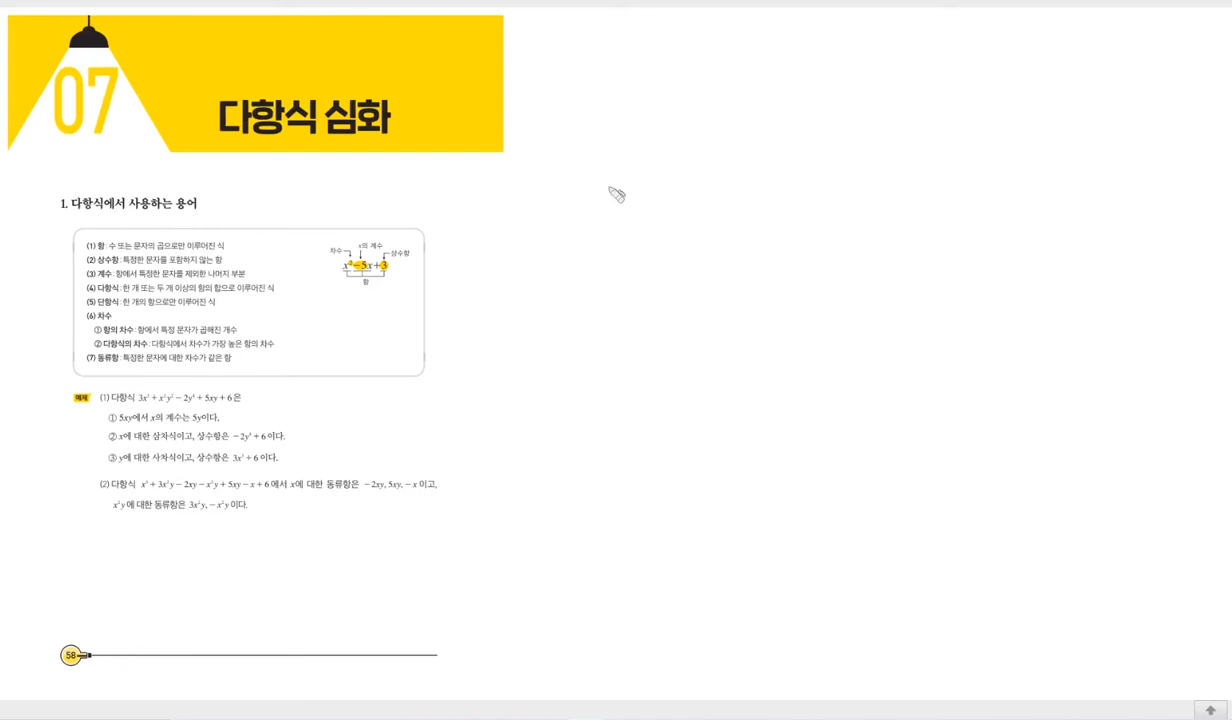 07
다항식 심화
1. 다항식에서 사용하는 용어
(1) 항 : 수 또는 문자의 곱으로만 이루어진 식
(2) 상수항 : 특정한 문자를 포함하지 않는 항
(3) 계수 : 항에서 특정한 문자를 제외한 나머지 부분
(4) 다항식 : 한 개 또는 두 개 이상의 항의 합으로 이루어진 식
(5) 단항식 : 한 개의 항으로만 이루어진 식
(6) 차수
① 항의 차수 : 항에서 특정 문자가 곱해진 개수
② 다항식의 차수 : 다항식에서 차수가 가장 높은 항의 차수
(7) 동류항 : 특정한 문자에 대한 차수가 같은 항
차수 x의 계수 상수항
x²−5x+3
항
예제 (1) 다항식 3x³ + x²y² − 2y⁴ + 5xy + 6은
① 5xy에서 x의 계수는 5y이다.
② x에 대한 삼차식이고, 상수항은 −2y⁴ + 6이다.
③ y에 대한 사차식이고, 상수항은 3x³ + 6이다.
(2) 다항식 + 3x²y − 2xy − x²y + 5xy − x + 6에서 x에 대한 동류항은 −2xy, 5xy, −x이고,
x²y에 대한 동류항은 3x²y, −x²y이다.
58